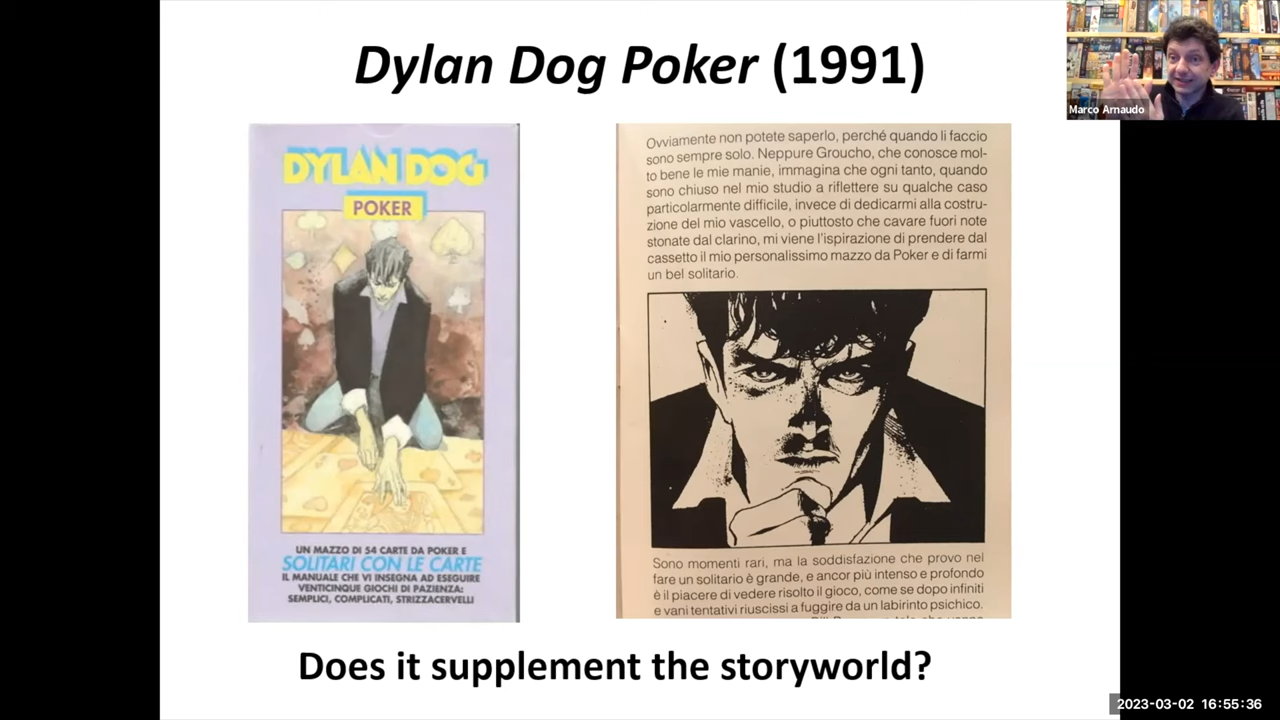 Dylan Dog Poker (1991)
Marco Arnaudo
DYLAN DOG
POKER
UN MAZZO DI 54 CARTE DA POKER E
SOLITARI CON LE CARTE
IL MANUALE CHE VI INSEGNA AD ESEGUIRE
VENTICINQUE GIOCHI DI PAZIENZA:
SEMPLICI, COMPLICATI, STRIZZACERVELLI
Ovviamente non potete saperlo, perché quando li faccio
sono sempre solo. Neppure Groucho, che conosce mol-
to bene le mie manie, immagina che ogni tanto, quando
sono chiuso nel mio studio a riflettere su qualche caso
particolarmente difficile, invece di dedicarmi alla costru-
zione del mio vascello, o piuttosto che cavare fuori note
stonate dal clarino, mi viene l'ispirazione di prendere dal
cassetto il mio personalissimo mazzo da Poker e di farmi
un bel solitario.
Sono momenti rari, ma la soddisfazione che provo nel
fare un solitario è grande, e ancor più intenso e profondo
è il piacere di vedere risolto il gioco, come se dopo infiniti
e vani tentativi riuscissi a fuggire da un labirinto psichico.
Does it supplement the storyworld?
2023-03-02 16:55:36